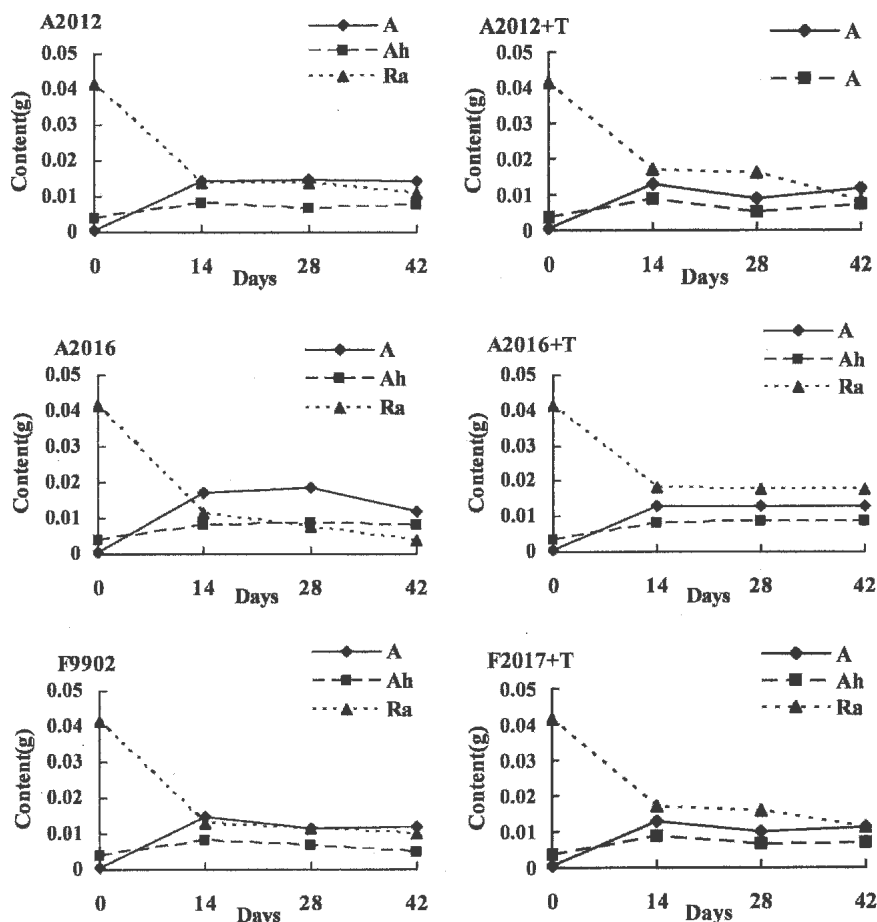 A2012
A
Ah
Ra
Content(g)
0.05
0.04
0.03
0.02
0.01
0
0
14
28
42
Days
A2012+T
A
A
Content(g)
0.05
0.04
0.03
0.02
0.01
0
0
14
28
42
Days
A2016
A
Ah
Ra
Content(g)
0.05
0.04
0.03
0.02
0.01
0
0
14
28
42
Days
A2016+T
A
Ah
Ra
Content(g)
0.05
0.04
0.03
0.02
0.01
0
0
14
28
42
Days
F9902
A
Ah
Ra
Content(g)
0.05
0.04
0.03
0.02
0.01
0
0
14
28
42
Days
F2017+T
A
Ah
Ra
Content(g)
0.05
0.04
0.03
0.02
0.01
0
0
14
28
42
Days